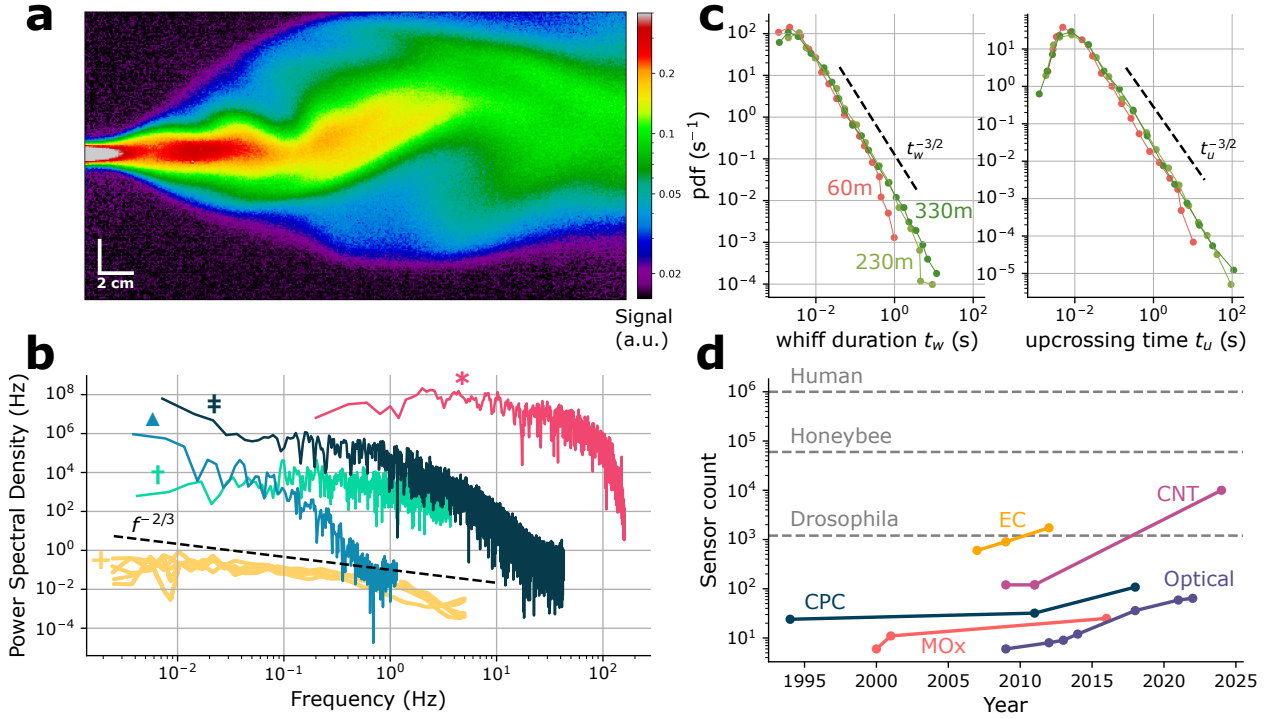 a
0.2
0.1
0.05
0.02
2 cm
Signal
(a.u.)
b
Power Spectral Density (Hz)
10⁸
10⁶
10⁴
10²
10⁰
10⁻²
10⁻⁴
*
‡
▲
†
+
f⁻²/³
10⁻² 10⁻¹ 10⁰ 10¹ 10²
Frequency (Hz)
c
pdf (s⁻¹)
10²
10¹
10⁰
10⁻¹
10⁻²
10⁻³
10⁻⁴
t_w⁻³/²
60m
330m
230m
10⁻² 10⁰ 10²
whiff duration t_w (s)
10¹
10⁰
10⁻¹
10⁻²
10⁻³
10⁻⁴
10⁻⁵
t_u⁻³/²
10⁻² 10⁰ 10²
upcrossing time t_u (s)
d
Sensor count
10⁶
10⁵
10⁴
10³
10²
10¹
Human
Honeybee
Drosophila
CNT
EC
Optical
CPC
MOx
1995 2000 2005 2010 2015 2020 2025
Year